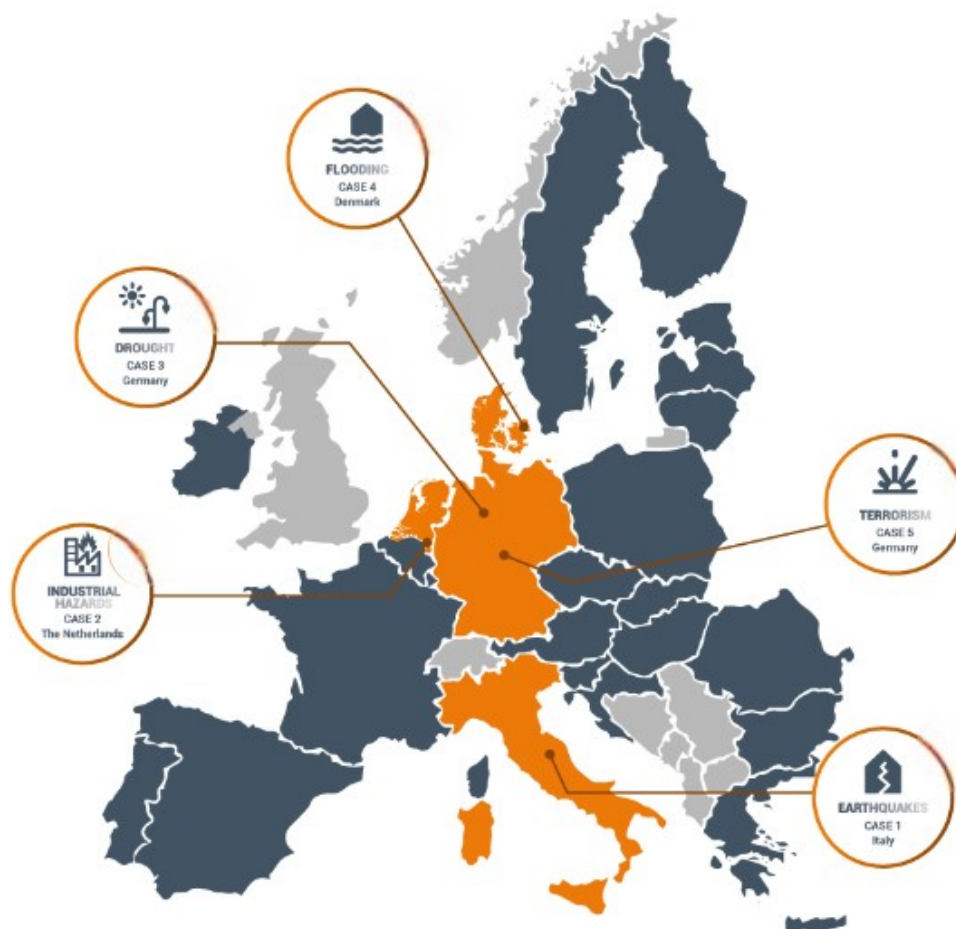 FLOODING
CASE 4
Denmark
DROUGHT
CASE 3
Germany
TERRORISM
CASE 5
Germany
INDUSTRIAL
HAZARDS
CASE 2
The Netherlands
EARTHQUAKES
CASE 1
Italy